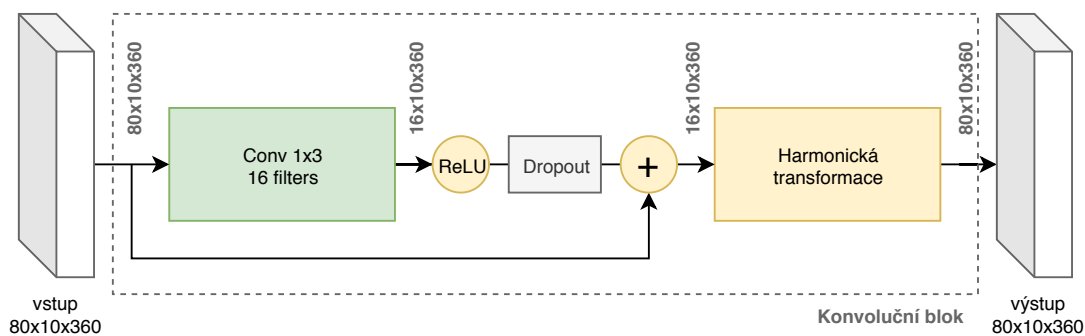 80x10x360
16x10x360
16x10x360
80x10x360
Conv 1x3
16 filters
ReLU
Dropout
+
Harmonická
transformace
vstup
80x10x360
Konvoluční blok
výstup
80x10x360